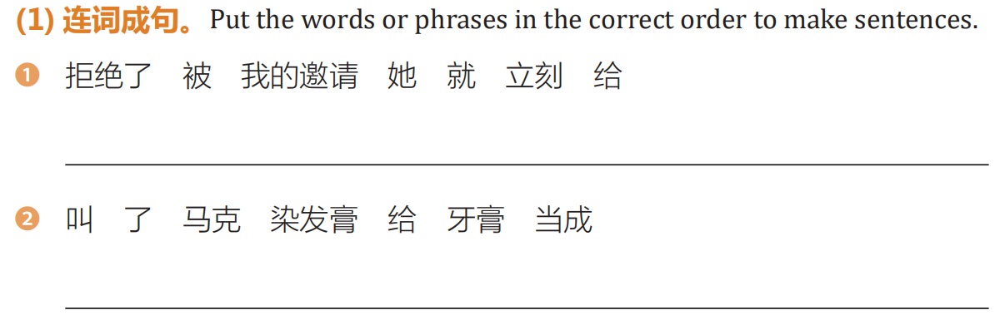 (1) 连词成句。Put the words or phrases in the correct order to make sentences.
1 拒绝了 被 我的邀请 她 就 立刻 给
2 叫 了 马克 染发膏 给 牙膏 当成